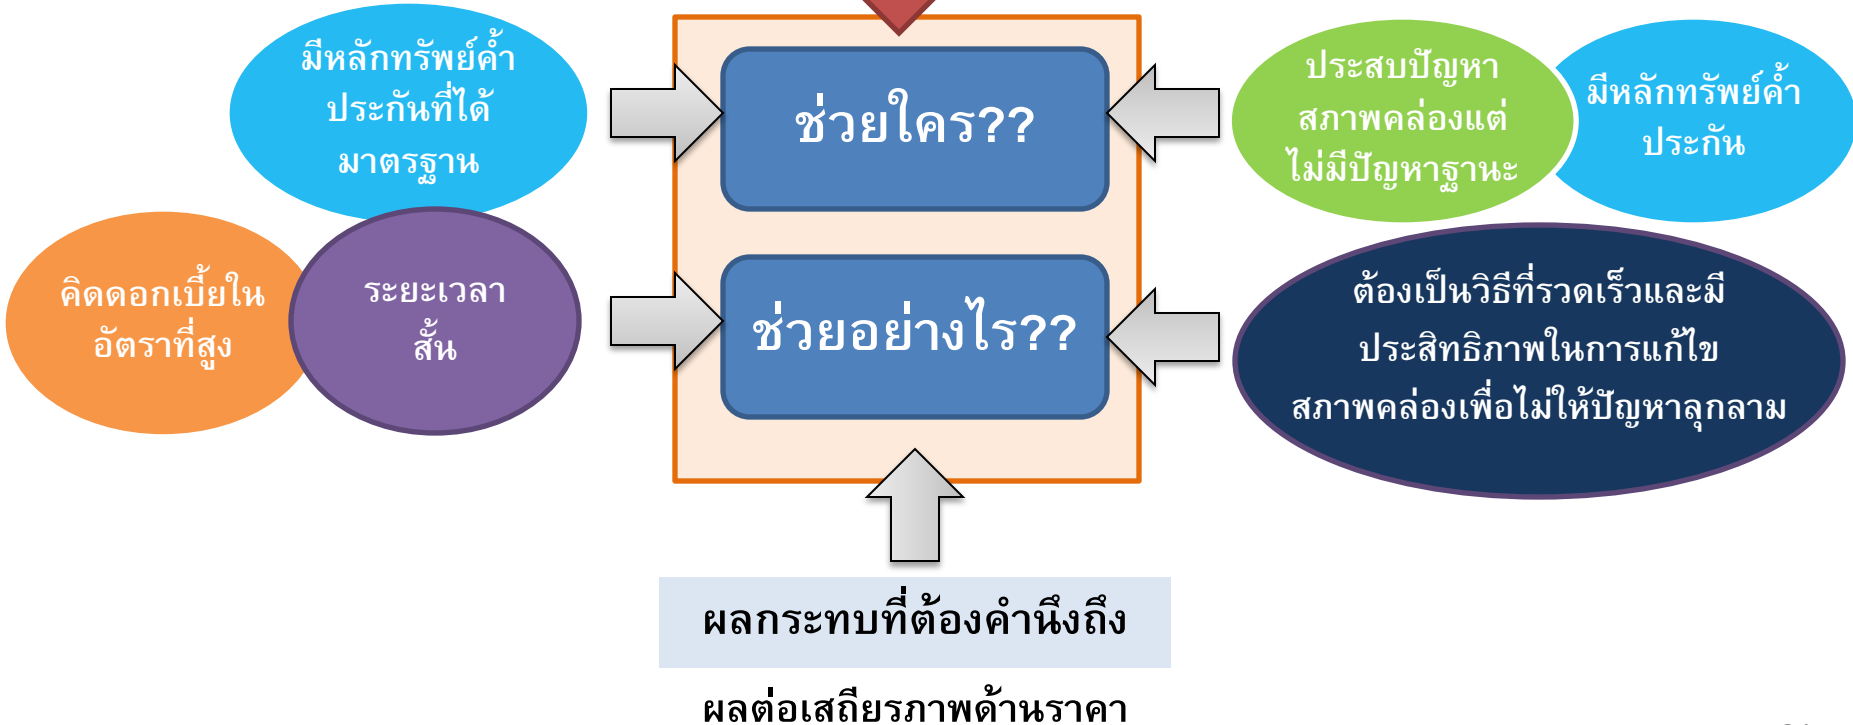 มีหลักทรัพย์ค้ำ
ประกันที่ได้
มาตรฐาน
ช่วยใคร??
ประสบปัญหา
สภาพคล่องแต่
ไม่มีปัญหาฐานะ
มีหลักทรัพย์ค้ำ
ประกัน
คิดดอกเบี้ยใน
อัตราที่สูง
ระยะเวลา
สั้น
ช่วยอย่างไร??
ต้องเป็นวิธีที่รวดเร็วและมี
ประสิทธิภาพในการแก้ไข
สภาพคล่องเพื่อไม่ให้ปัญหาลุกลาม
ผลกระทบที่ต้องคำนึงถึง
ผลต่อเสถียรภาพด้านราคา